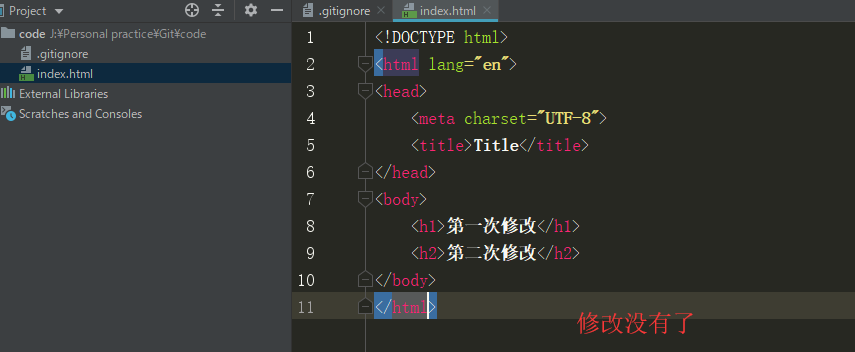 Project
.gitignore
index.html
code J:¥Personal practice¥Git¥code
.gitignore
index.html
External Libraries
Scratches and Consoles
1 <!DOCTYPE html>
2 <html lang="en">
3 <head>
4 <meta charset="UTF-8">
5 <title>Title</title>
6 </head>
7 <body>
8 <h1>第一次修改</h1>
9 <h2>第二次修改</h2>
10 </body>
11 </html>
修改没有了